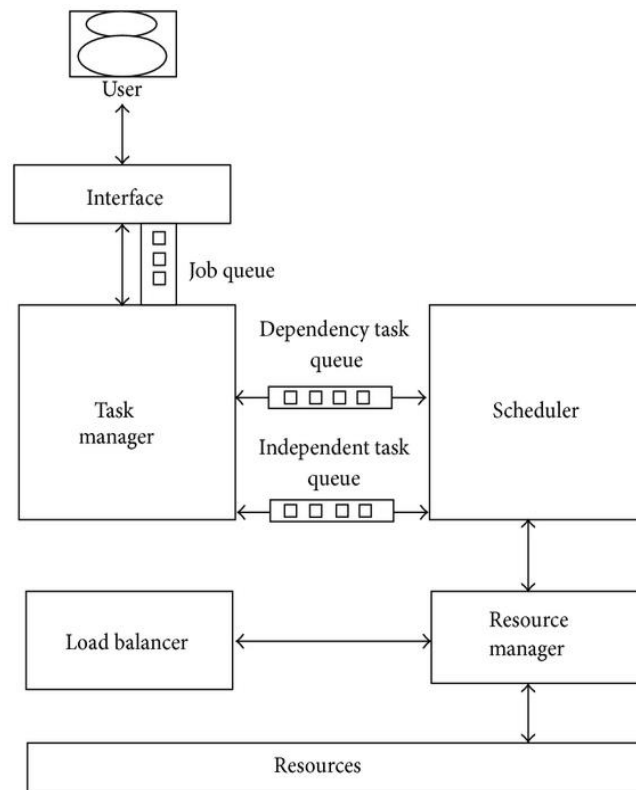 User
Interface
Job queue
Dependency task
queue
Task
manager
Scheduler
Independent task
queue
Load balancer
Resource
manager
Resources